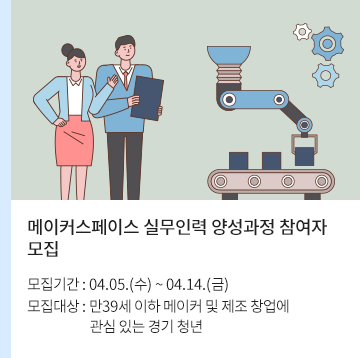 메이커스페이스 실무인력 양성과정 참여자
모집
모집기간 : 04.05.(수) ~ 04.14.(금)
모집대상 : 만39세 이하 메이커 및 제조 창업에
관심 있는 경기 청년